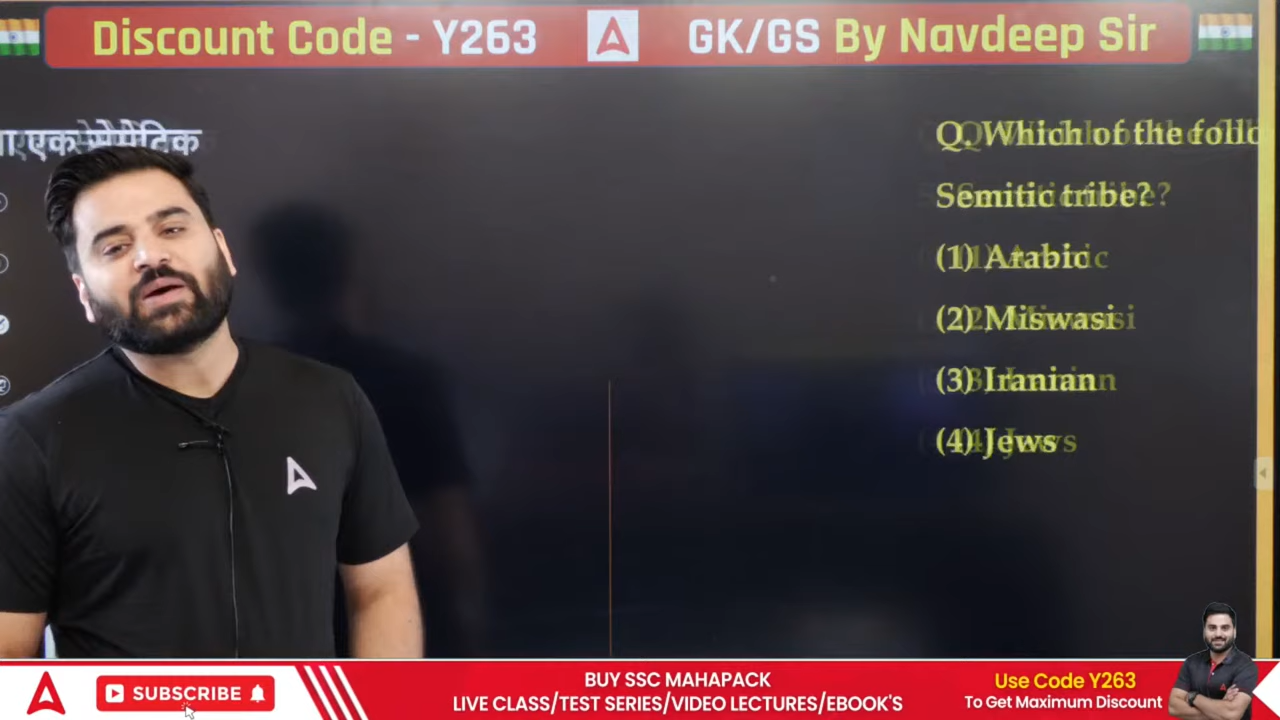 Discount Code - Y263
GK/GS By Navdeep Sir
एक सेमेटिक
Q. Which of the follo
Semitic tribe?
(1) Arabic
(2) Miswasi
(3) Iranian
(4) Jews
SUBSCRIBE
BUY SSC MAHAPACK
LIVE CLASS/TEST SERIES/VIDEO LECTURES/EBOOK'S
Use Code Y263
To Get Maximum Discount